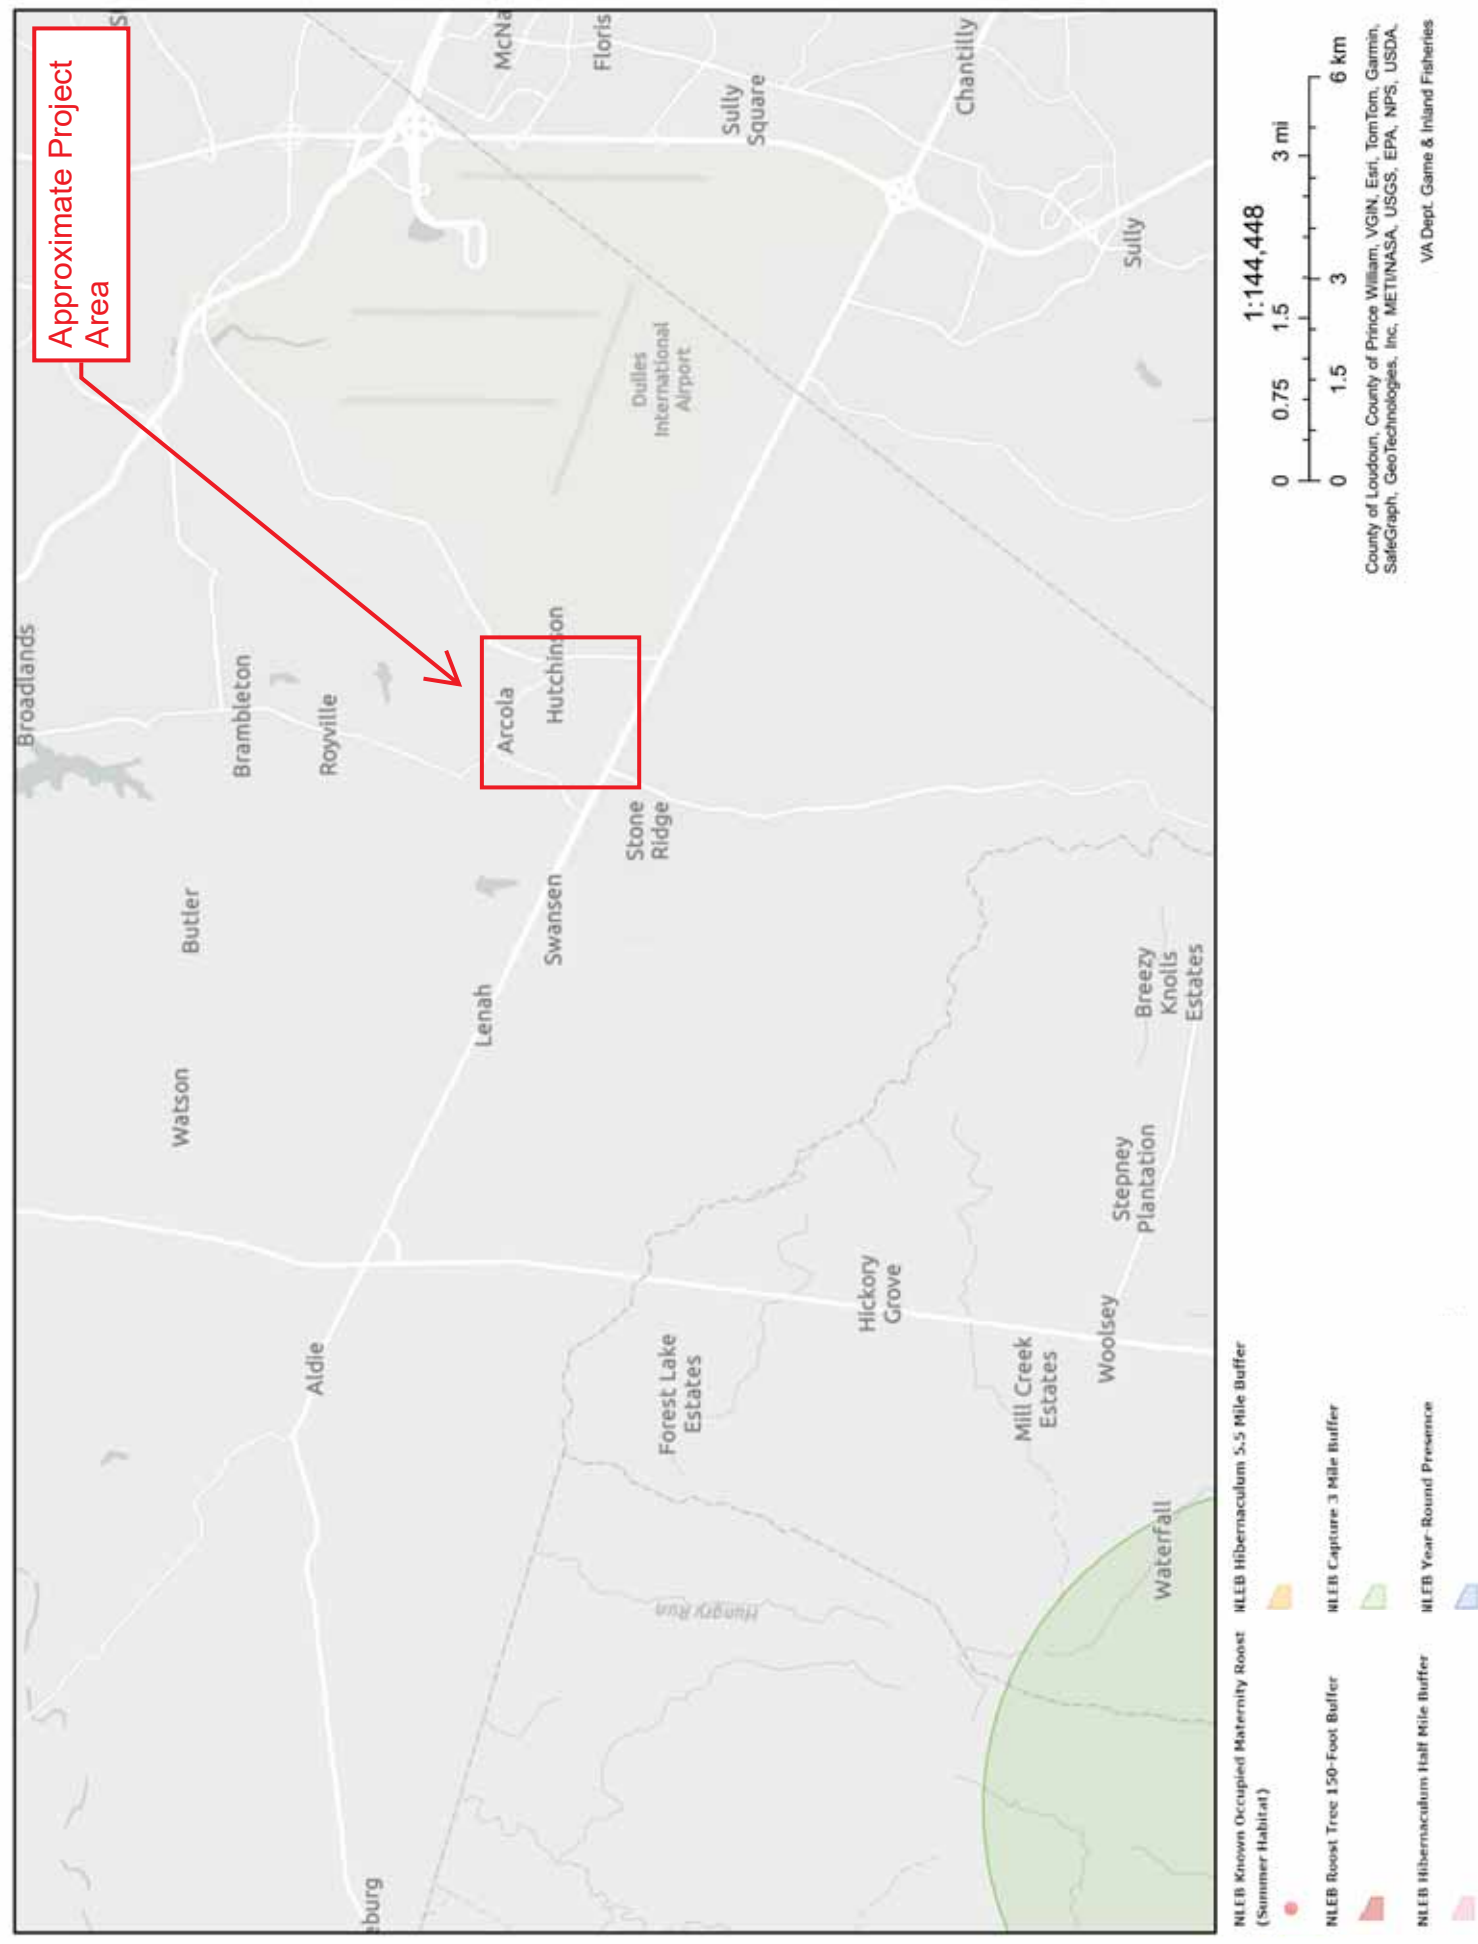 Approximate Project
Area
Broadlands
Brambleton
Royville
Butler
Watson
Arcola
Hutchinson
Stone
Ridge
Swansen
Lenah
Aldie
eburg
McNa
Floris
Sully
Square
Chantilly
Sully
Dulles
International
Airport
Forest Lake
Estates
Hickory
Grove
Mill Creek
Estates
Woolsey
Stepney
Plantation
Breezy
Knolls
Estates
Waterfall
Hungry Run
S
NLEB Known Occupied Maternity Roost
(Summer Habitat)
NLEB Roost Tree 150-Foot Buffer
NLEB Hibernaculum Half Mile Buffer
NLEB Hibernaculum 5.5 Mile Buffer
NLEB Capture 3 Mile Buffer
NLEB Year-Round Presence
1:144,448
0 0.75 1.5 3 mi
0 1.5 3 6 km
County of Loudoun, County of Prince William, VGIN, Esri, TomTom, Garmin,
SafeGraph, GeoTechnologies, Inc, METI/NASA, USGS, EPA, NPS, USDA,
VA Dept. Game & Inland Fisheries